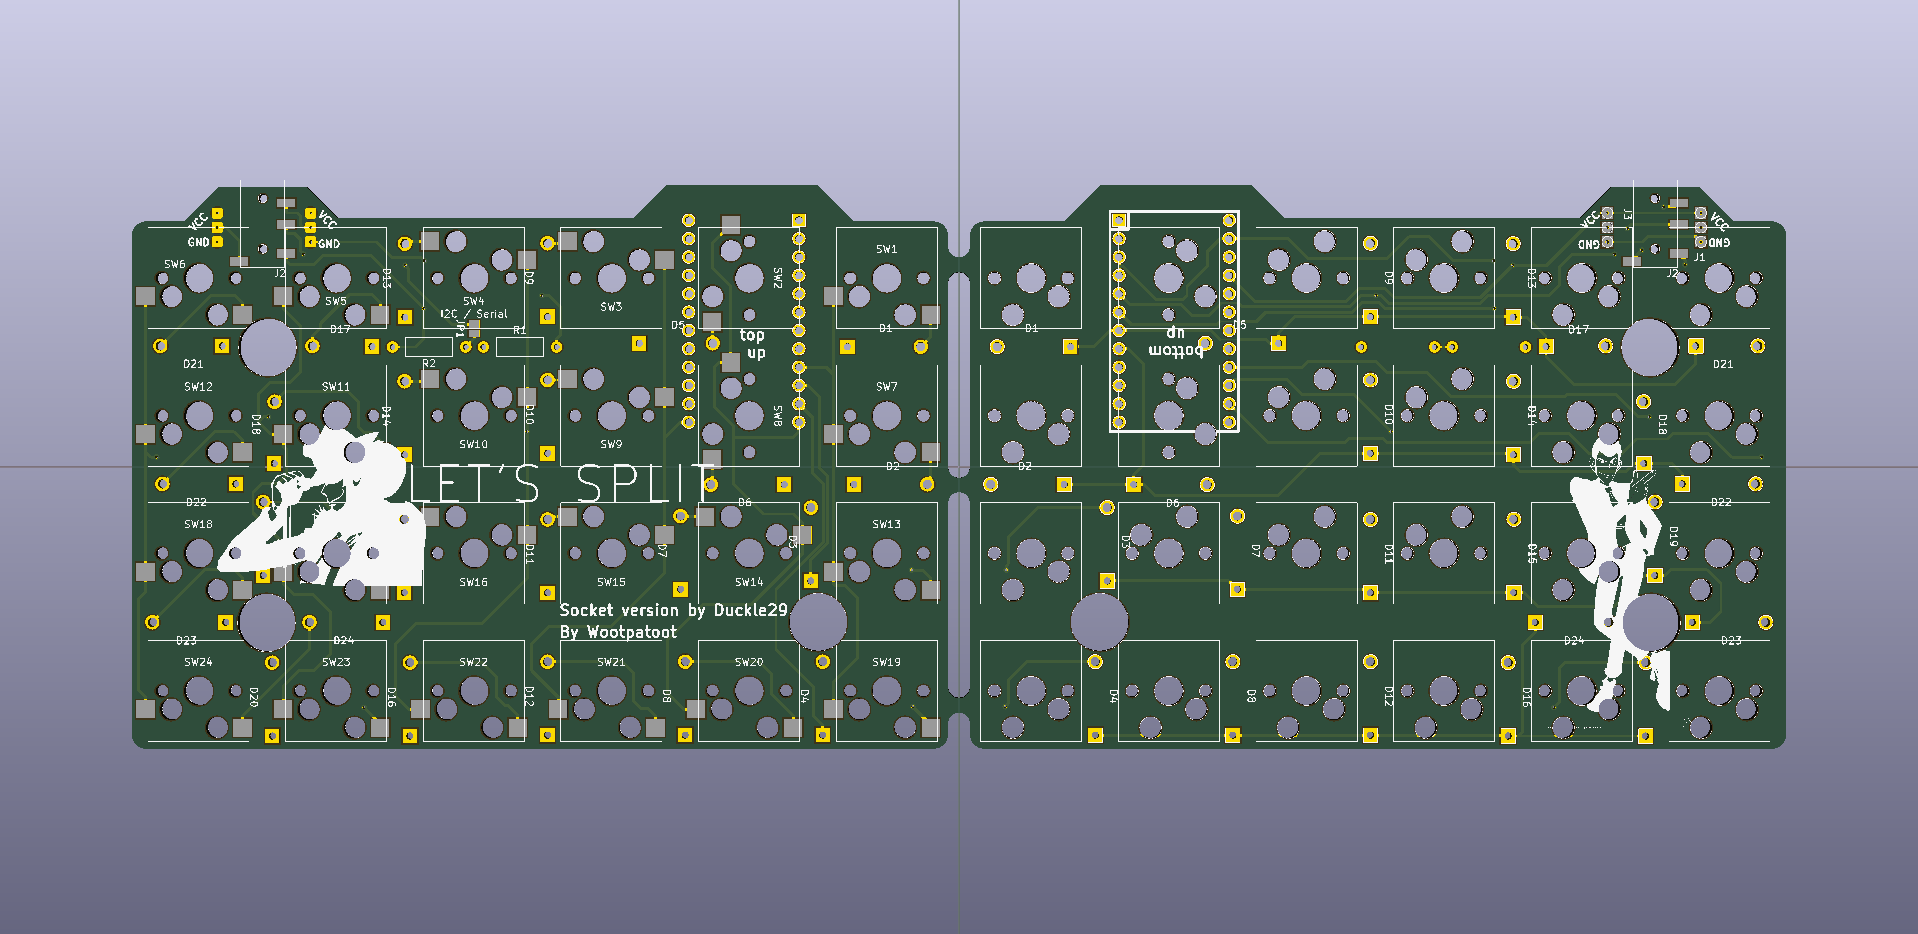 VCC
VCC
GND
GND
J2
SW6
SW5
D13
SW4
I2C / Serial
JP1
R1
R2
D9
SW3
D5
SW2
top
up
SW1
D17
D1
D21
SW12
SW11
D18
D14
SW10
D10
SW9
SW8
SW7
D2
LET'S SPLIT
D22
D6
SW18
SW16
D11
SW15
D7
SW14
D3
SW13
Socket version by Duckle29
By Wootpatoot
D23
D24
SW24
SW23
SW22
SW21
SW20
SW19
D20
D16
D12
D8
D4
VCC
J3
VCC
GND
GND
J1
J2
D1
bottom
up
D5
D9
D13
D17
D21
D2
D10
D14
D18
D6
D22
D3
D7
D11
D15
D19
D24
D23
D4
D8
D12
D16